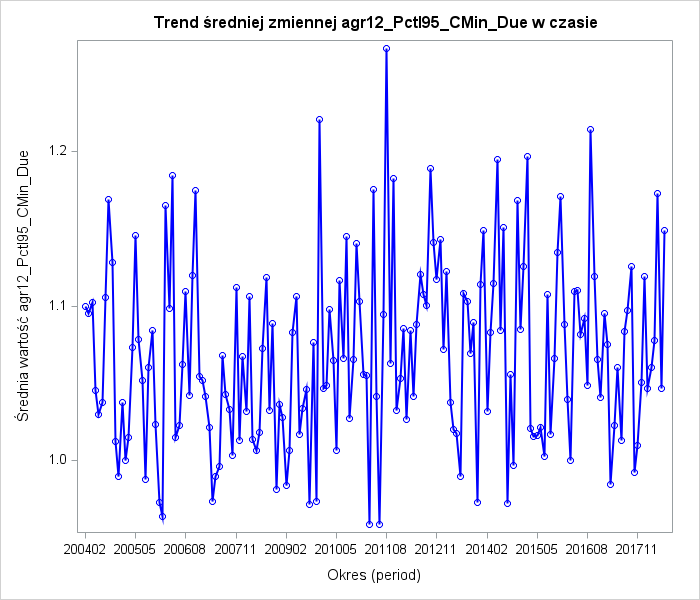 Trend średniej zmiennej agr12_Pctl95_CMin_Due w czasie
Średnia wartość agr12_Pctl95_CMin_Due
1.2
1.1
1.0
200402 200505 200608 200711 200902 201005 201108 201211 201402 201505 201608 201711
Okres (period)